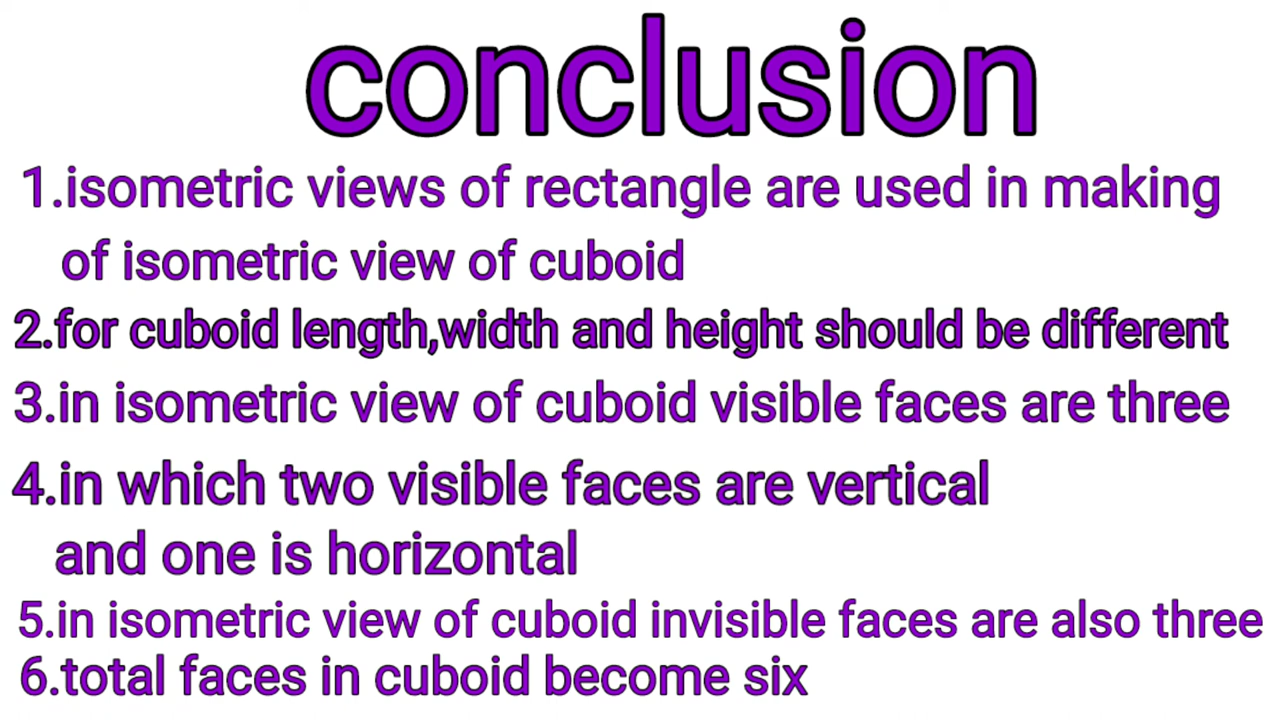 conclusion
1.isometric views of rectangle are used in making
of isometric view of cuboid
2.for cuboid length,width and height should be different
3.in isometric view of cuboid visible faces are three
4.in which two visible faces are vertical
and one is horizontal
5.in isometric view of cuboid invisible faces are also three
6.total faces in cuboid become six